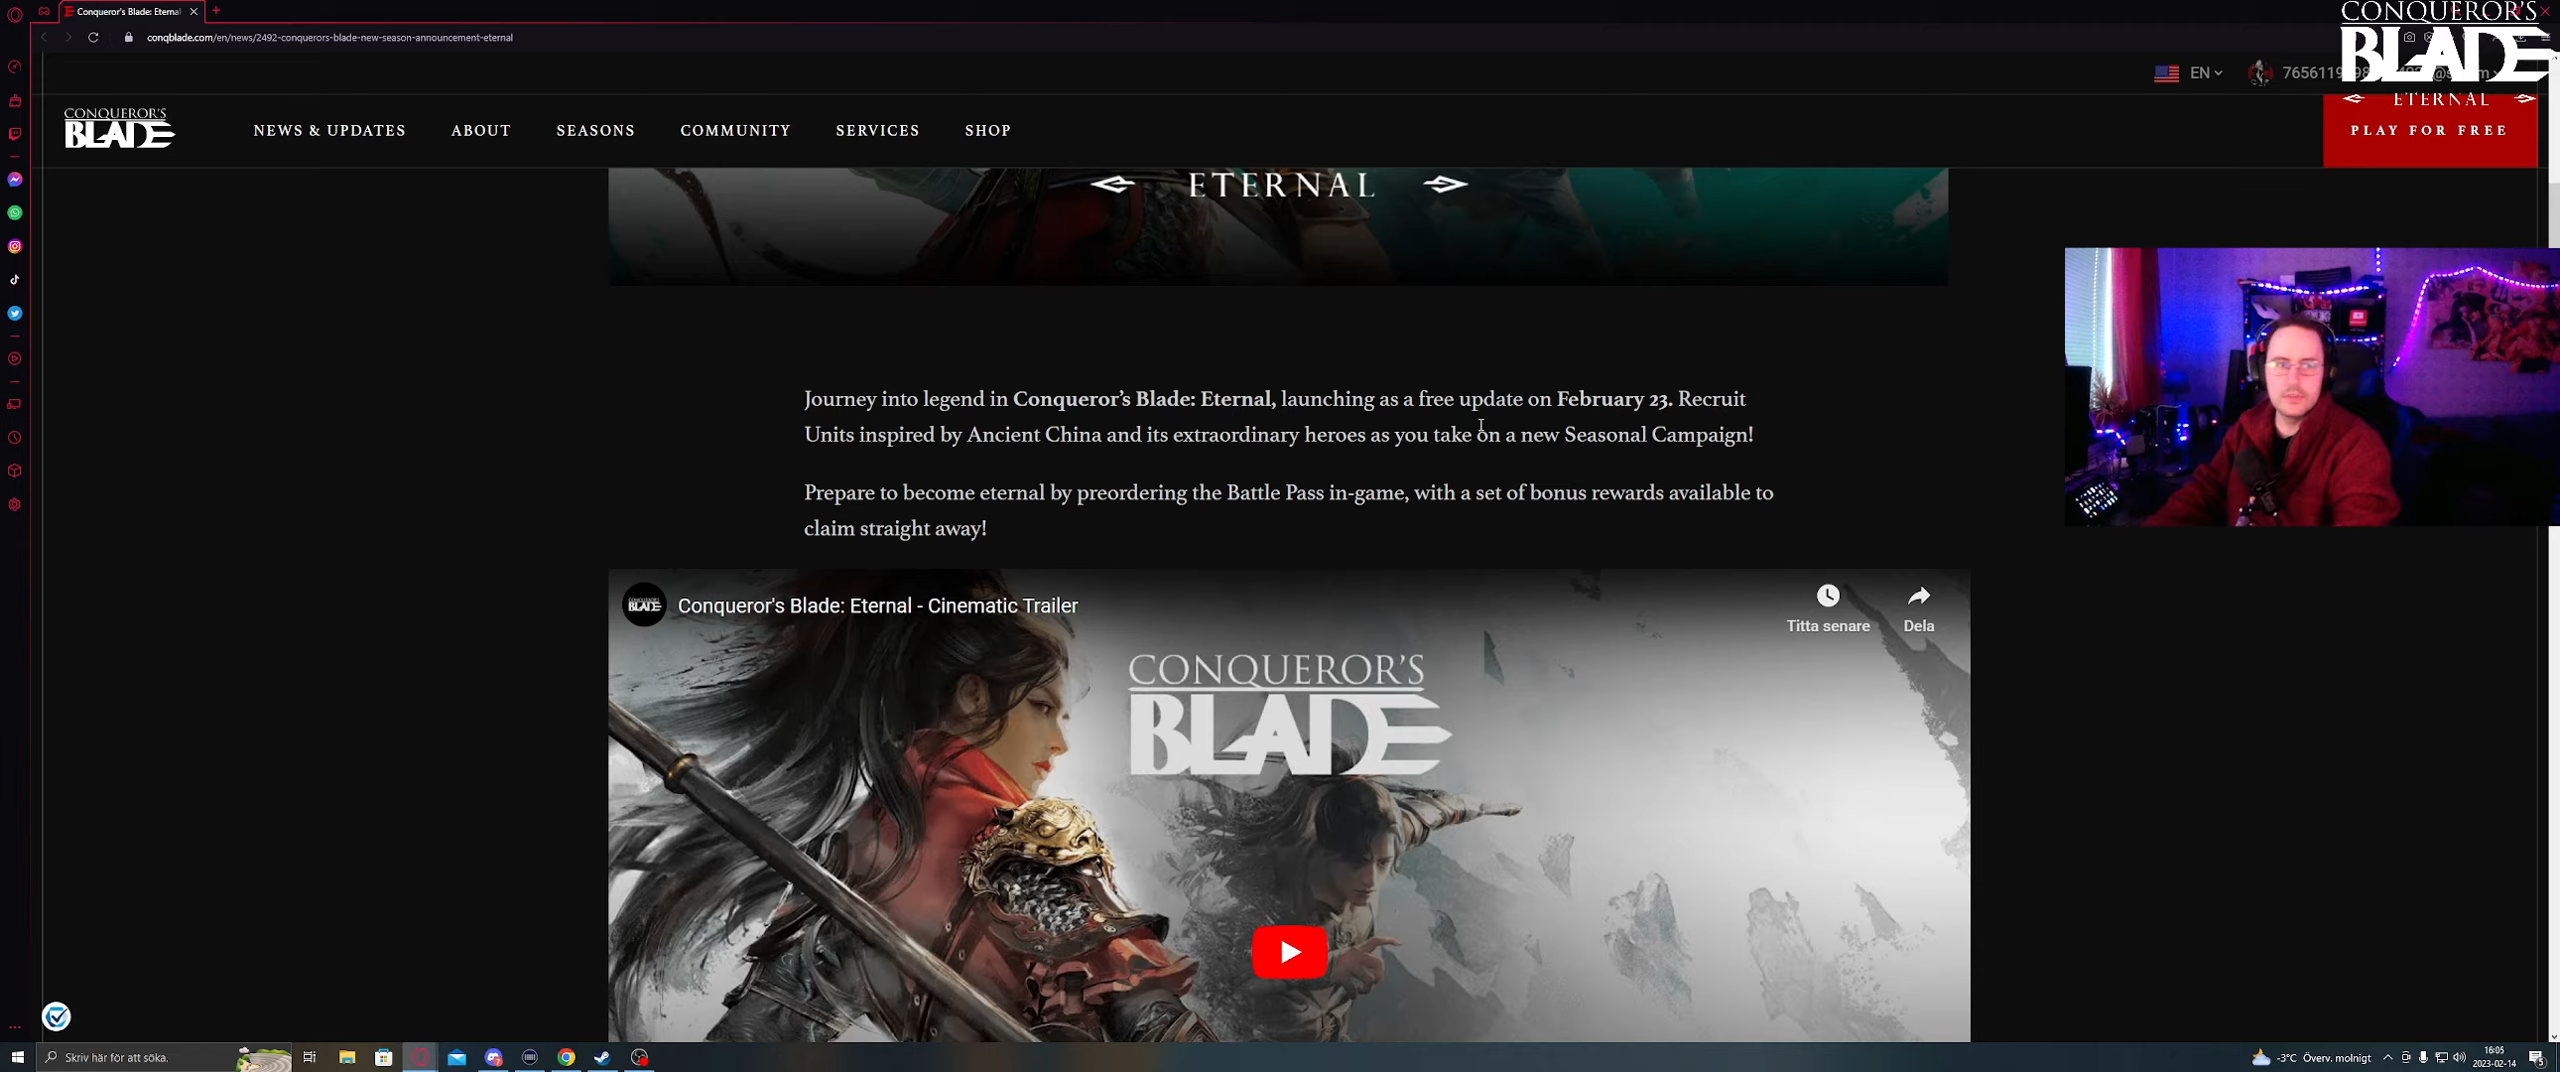 Conqueror's Blade: Eternal
conqblade.com/en/news/2492-conquerors-blade-new-season-announcement-eternal
CONQUEROR'S
BLADE
ETERNAL
EN
CONQUEROR'S
BLADE
NEWS & UPDATES
ABOUT
SEASONS
COMMUNITY
SERVICES
SHOP
PLAY FOR FREE
ETERNAL
Journey into legend in Conqueror's Blade: Eternal, launching as a free update on February 23. Recruit
Units inspired by Ancient China and its extraordinary heroes as you take on a new Seasonal Campaign!
Prepare to become eternal by preordering the Battle Pass in-game, with a set of bonus rewards available to
claim straight away!
Conqueror's Blade: Eternal - Cinematic Trailer
Titta senare
Dela
CONQUEROR'S
BLADE
Skriv här för att söka.
-3°C Överv. molnigt
16:05
2023-02-14